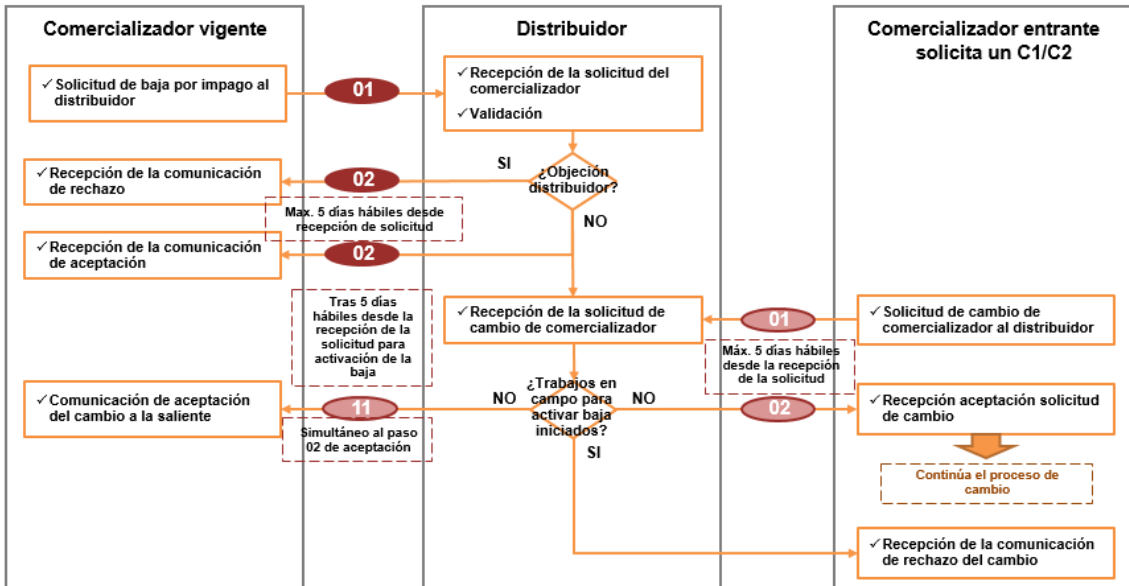 Comercializador vigente
Distribuidor
Comercializador entrante
solicita un C1/C2
✓ Solicitud de baja por impago al
distribuidor
01
✓ Recepción de la solicitud del
comercializador
✓ Validación
SI
✓ Recepción de la comunicación
de rechazo
02
¿Objeción
distribuidor?
Max. 5 días hábiles desde
recepción de solicitud
NO
✓ Recepción de la comunicación
de aceptación
02
Tras 5 días
hábiles desde la
recepción de la
solicitud para
activación de la
baja
✓ Recepción de la solicitud de
cambio de comercializador
01
✓ Solicitud de cambio de
comercializador al distribuidor
Máx. 5 días hábiles
desde la recepción
de la solicitud
✓ Comunicación de aceptación
del cambio a la saliente
11
NO
¿Trabajos en
campo para
activar baja
iniciados?
NO
02
✓ Recepción aceptación solicitud
de cambio
Simultáneo al paso
02 de aceptación
SI
Continúa el proceso de
cambio
✓ Recepción de la comunicación
de rechazo del cambio